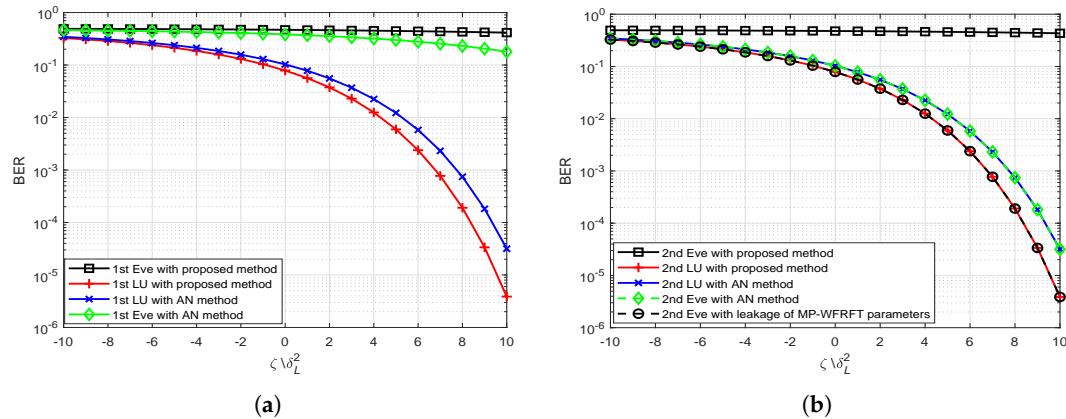 10^0
10^-1
10^-2
10^-3
10^-4
10^-5
10^-6
BER
1st Eve with proposed method
1st LU with proposed method
1st LU with AN method
1st Eve with AN method
-10 -8 -6 -4 -2 0 2 4 6 8 10
ζ \δ_L^2
(a)
10^0
10^-1
10^-2
10^-3
10^-4
10^-5
10^-6
BER
2nd Eve with proposed method
2nd LU with proposed method
2nd LU with AN method
2nd Eve with AN method
2nd Eve with leakage of MP-WFRFT parameters
-10 -8 -6 -4 -2 0 2 4 6 8 10
ζ \δ_L^2
(b)